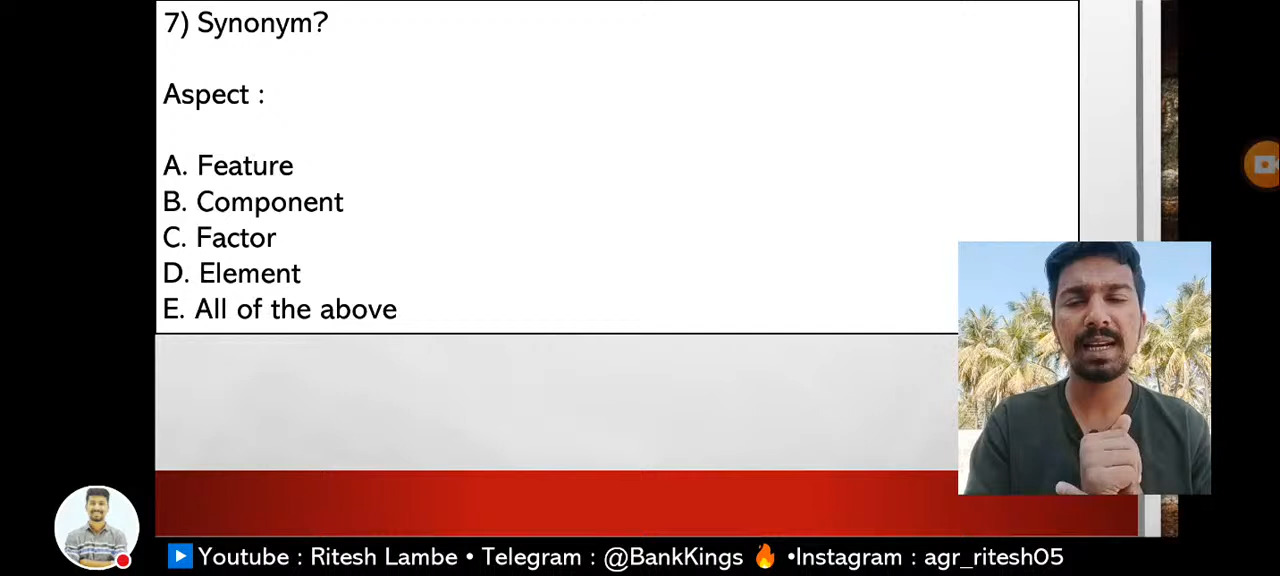 7) Synonym?
Aspect :
A. Feature
B. Component
C. Factor
D. Element
E. All of the above
▶️ Youtube : Ritesh Lambe • Telegram : @BankKings 🔥 •Instagram : agr_ritesh05